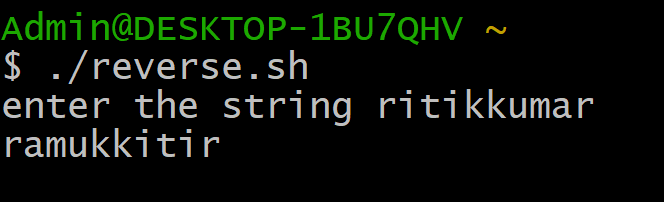 Admin@DESKTOP-1BU7QHV ~
$ ./reverse.sh
enter the string ritikkumar
ramukkitir